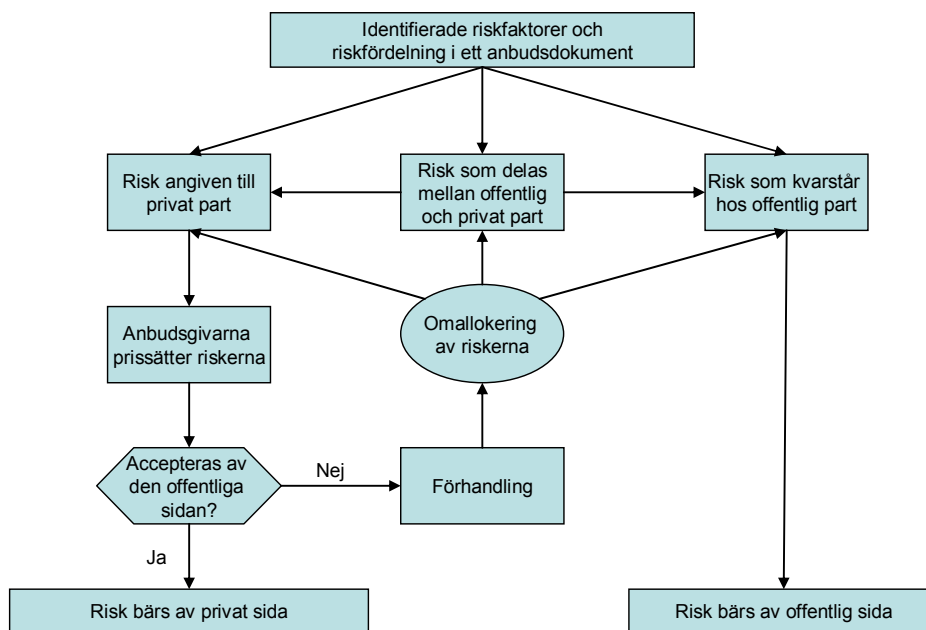 Identifierade riskfaktorer och
riskfördelning i ett anbudsdokument
Risk angiven till
privat part
Risk som delas
mellan offentlig
och privat part
Risk som kvarstår
hos offentlig part
Anbudsgivarna
prissätter riskerna
Omallokering
av riskerna
Accepteras av
den offentliga
sidan?
Nej
Förhandling
Ja
Risk bärs av privat sida
Risk bärs av offentlig sida